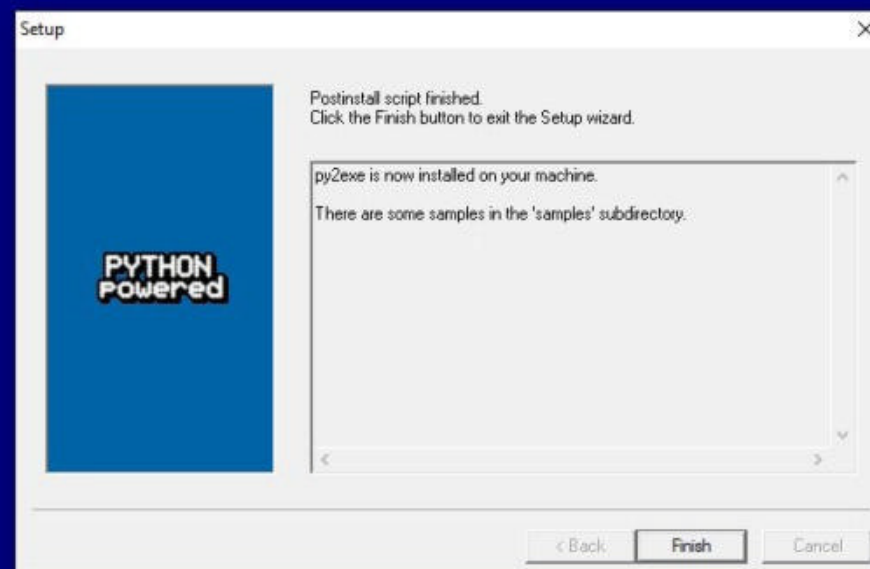 Setup
Postinstall script finished.
Click the Finish button to exit the Setup wizard.
py2exe is now installed on your machine.
There are some samples in the 'samples' subdirectory.
PYTHON
powered
< Back
Finish
Cancel